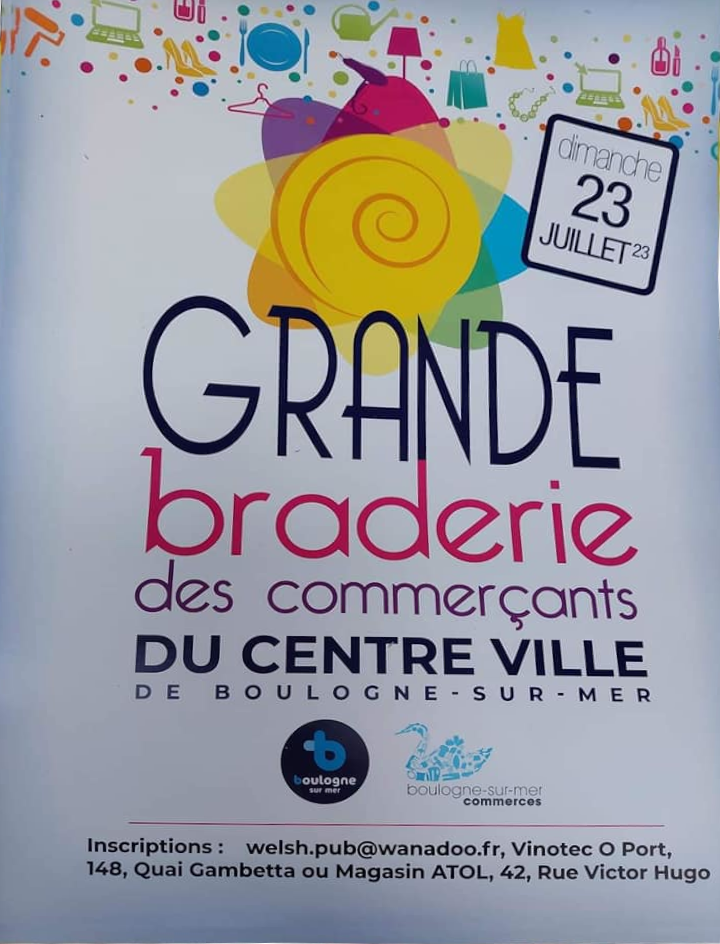 dimanche
23
JUILLET 23
GRANDE
braderie
des commerçants
DU CENTRE VILLE
DE BOULOGNE-SUR-MER
b
boulogne
sur mer
boulogne-sur-mer
commerces
Inscriptions : welsh.pub@wanadoo.fr, Vinotec O Port,
148, Quai Gambetta ou Magasin ATOL, 42, Rue Victor Hugo